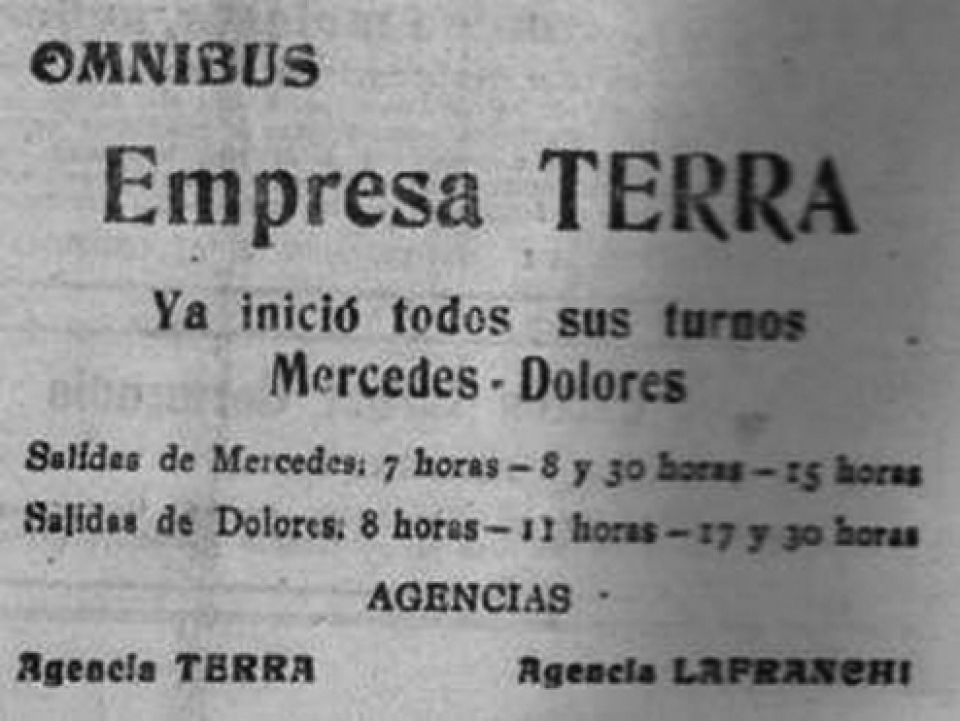 OMNIBUS
Empresa TERRA
Ya inició todos sus turnos
Mercedes - Dolores
Salidas de Mercedes: 7 horas — 8 y 30 horas — 15 horas
Salidas de Dolores: 8 horas — 11 horas — 17 y 30 horas
AGENCIAS
Agencia TERRA Agencia LAFRANCHI